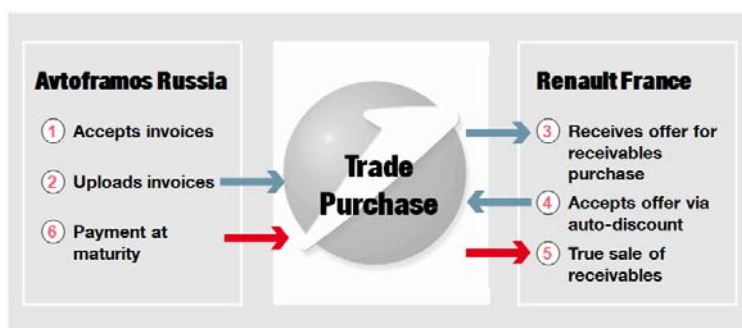 Avtoframos Russia
1 Accepts invoices
2 Uploads invoices
6 Payment at
maturity
Trade
Purchase
Renault France
3 Receives offer for
receivables
purchase
4 Accepts offer via
auto-discount
5 True sale of
receivables